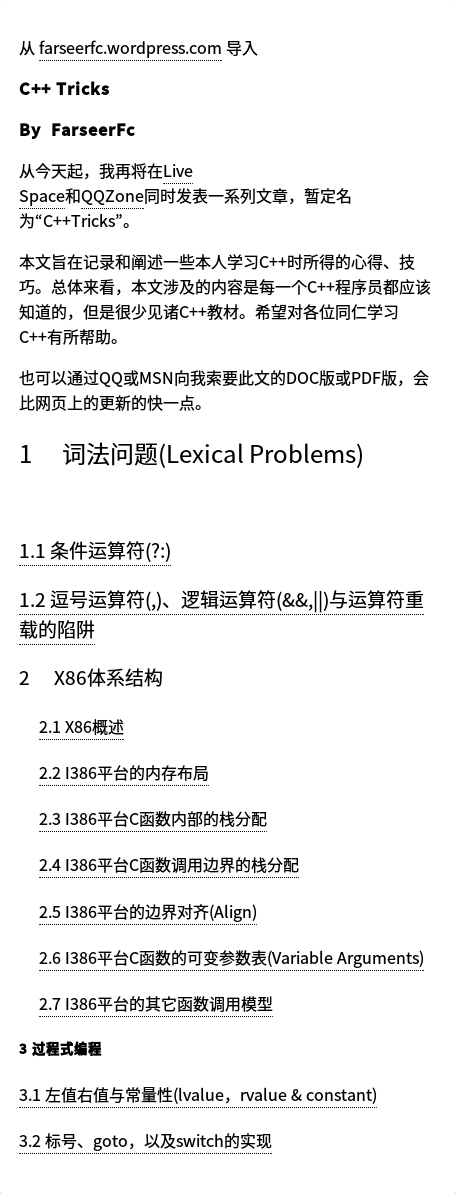 从 farseerfc.wordpress.com 导入
C++ Tricks
By FarseerFc
从今天起，我再将在Live
Space和QQZone同时发表一系列文章，暂定名
为“C++Tricks”。
本文旨在记录和阐述一些本人学习C++时所得的心得、技
巧。总体来看，本文涉及的内容是每一个C++程序员都应该
知道的，但是很少见诸C++教材。希望对各位同仁学习
C++有所帮助。
也可以通过QQ或MSN向我索要此文的DOC版或PDF版，会
比网页上的更新的快一点。
1 词法问题(Lexical Problems)
1.1 条件运算符(?:)
1.2 逗号运算符(,)、逻辑运算符(&&,||)与运算符重
载的陷阱
2 X86体系结构
2.1 X86概述
2.2 I386平台的内存布局
2.3 I386平台C函数内部的栈分配
2.4 I386平台C函数调用边界的栈分配
2.5 I386平台的边界对齐(Align)
2.6 I386平台C函数的可变参数表(Variable Arguments)
2.7 I386平台的其它函数调用模型
3 过程式编程
3.1 左值右值与常量性(lvalue，rvalue & constant)
3.2 标号、goto，以及switch的实现